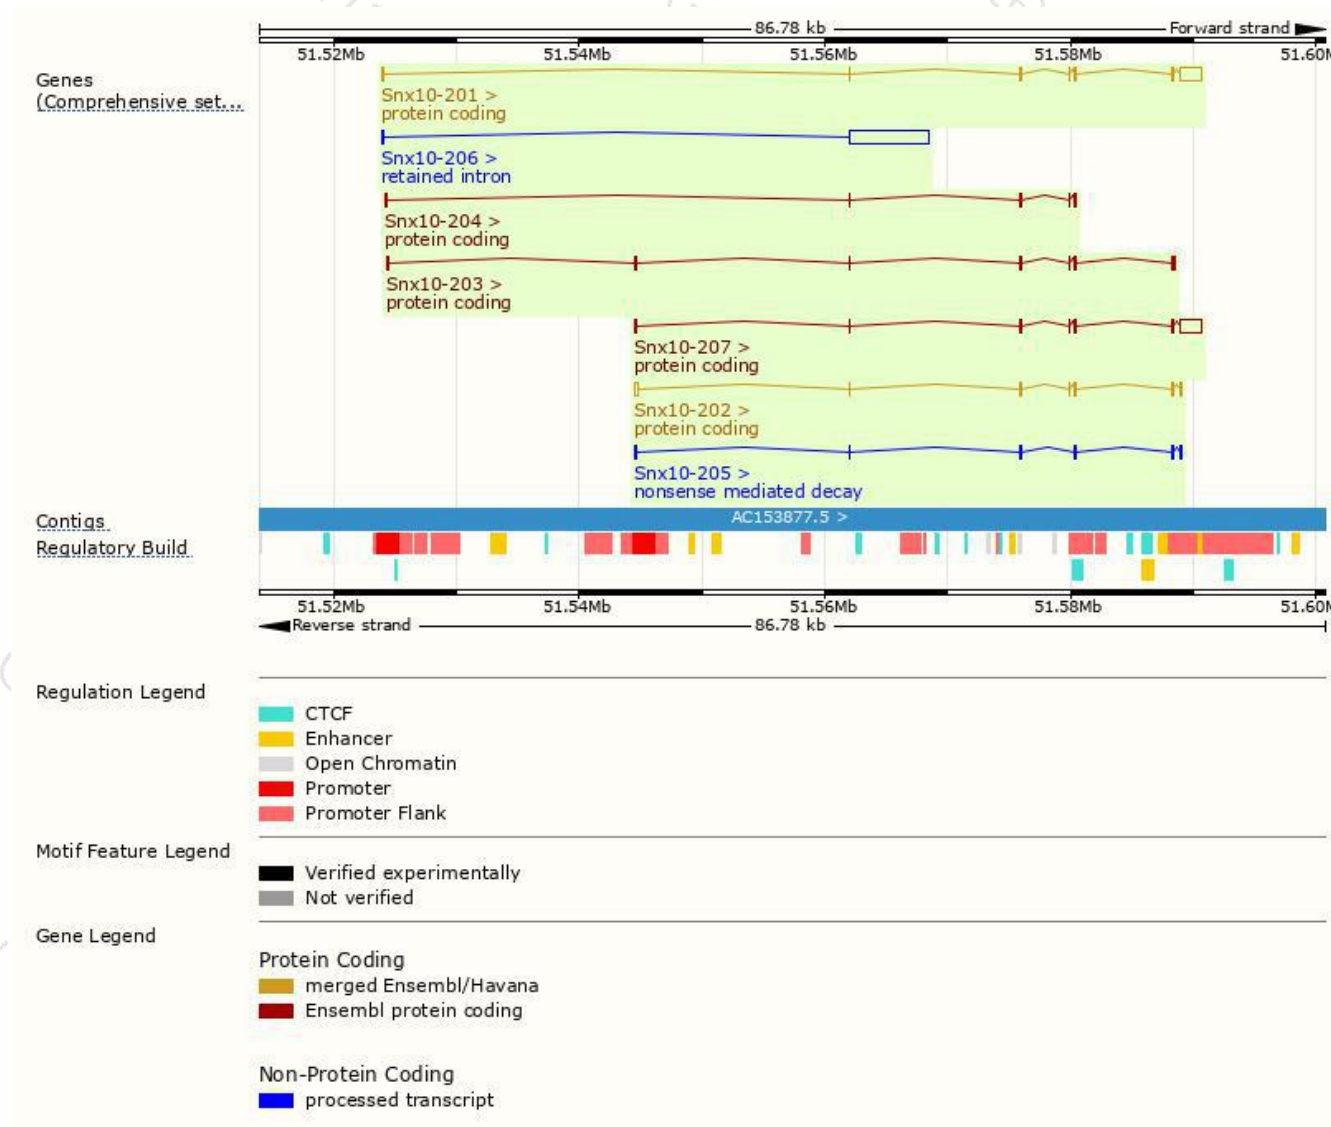 86.78 kb Forward strand
51.52Mb 51.54Mb 51.56Mb 51.58Mb 51.60M
Genes
(Comprehensive set...
Snx10-201 >
protein coding
Snx10-206 >
retained intron
Snx10-204 >
protein coding
Snx10-203 >
protein coding
Snx10-207 >
protein coding
Snx10-202 >
protein coding
Snx10-205 >
nonsense mediated decay
Contigs AC153877.5 >
Regulatory Build
51.52Mb 51.54Mb 51.56Mb 51.58Mb 51.60M
Reverse strand 86.78 kb
Regulation Legend
CTCF
Enhancer
Open Chromatin
Promoter
Promoter Flank
Motif Feature Legend
Verified experimentally
Not verified
Gene Legend
Protein Coding
merged Ensembl/Havana
Ensembl protein coding
Non-Protein Coding
processed transcript